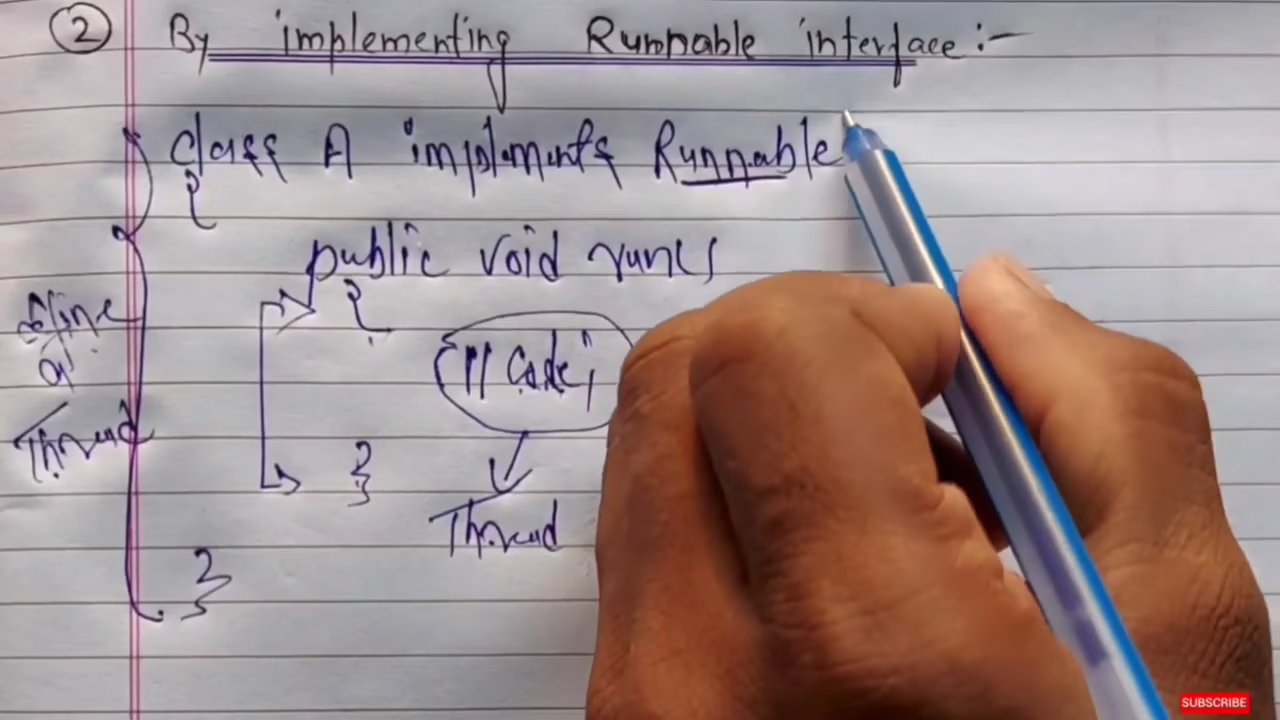 ② By implementing Runnable interface :-
class A implements Runnable
{
public void run()
{
define
a
Thread
// Code;
}
Thread
}
SUBSCRIBE